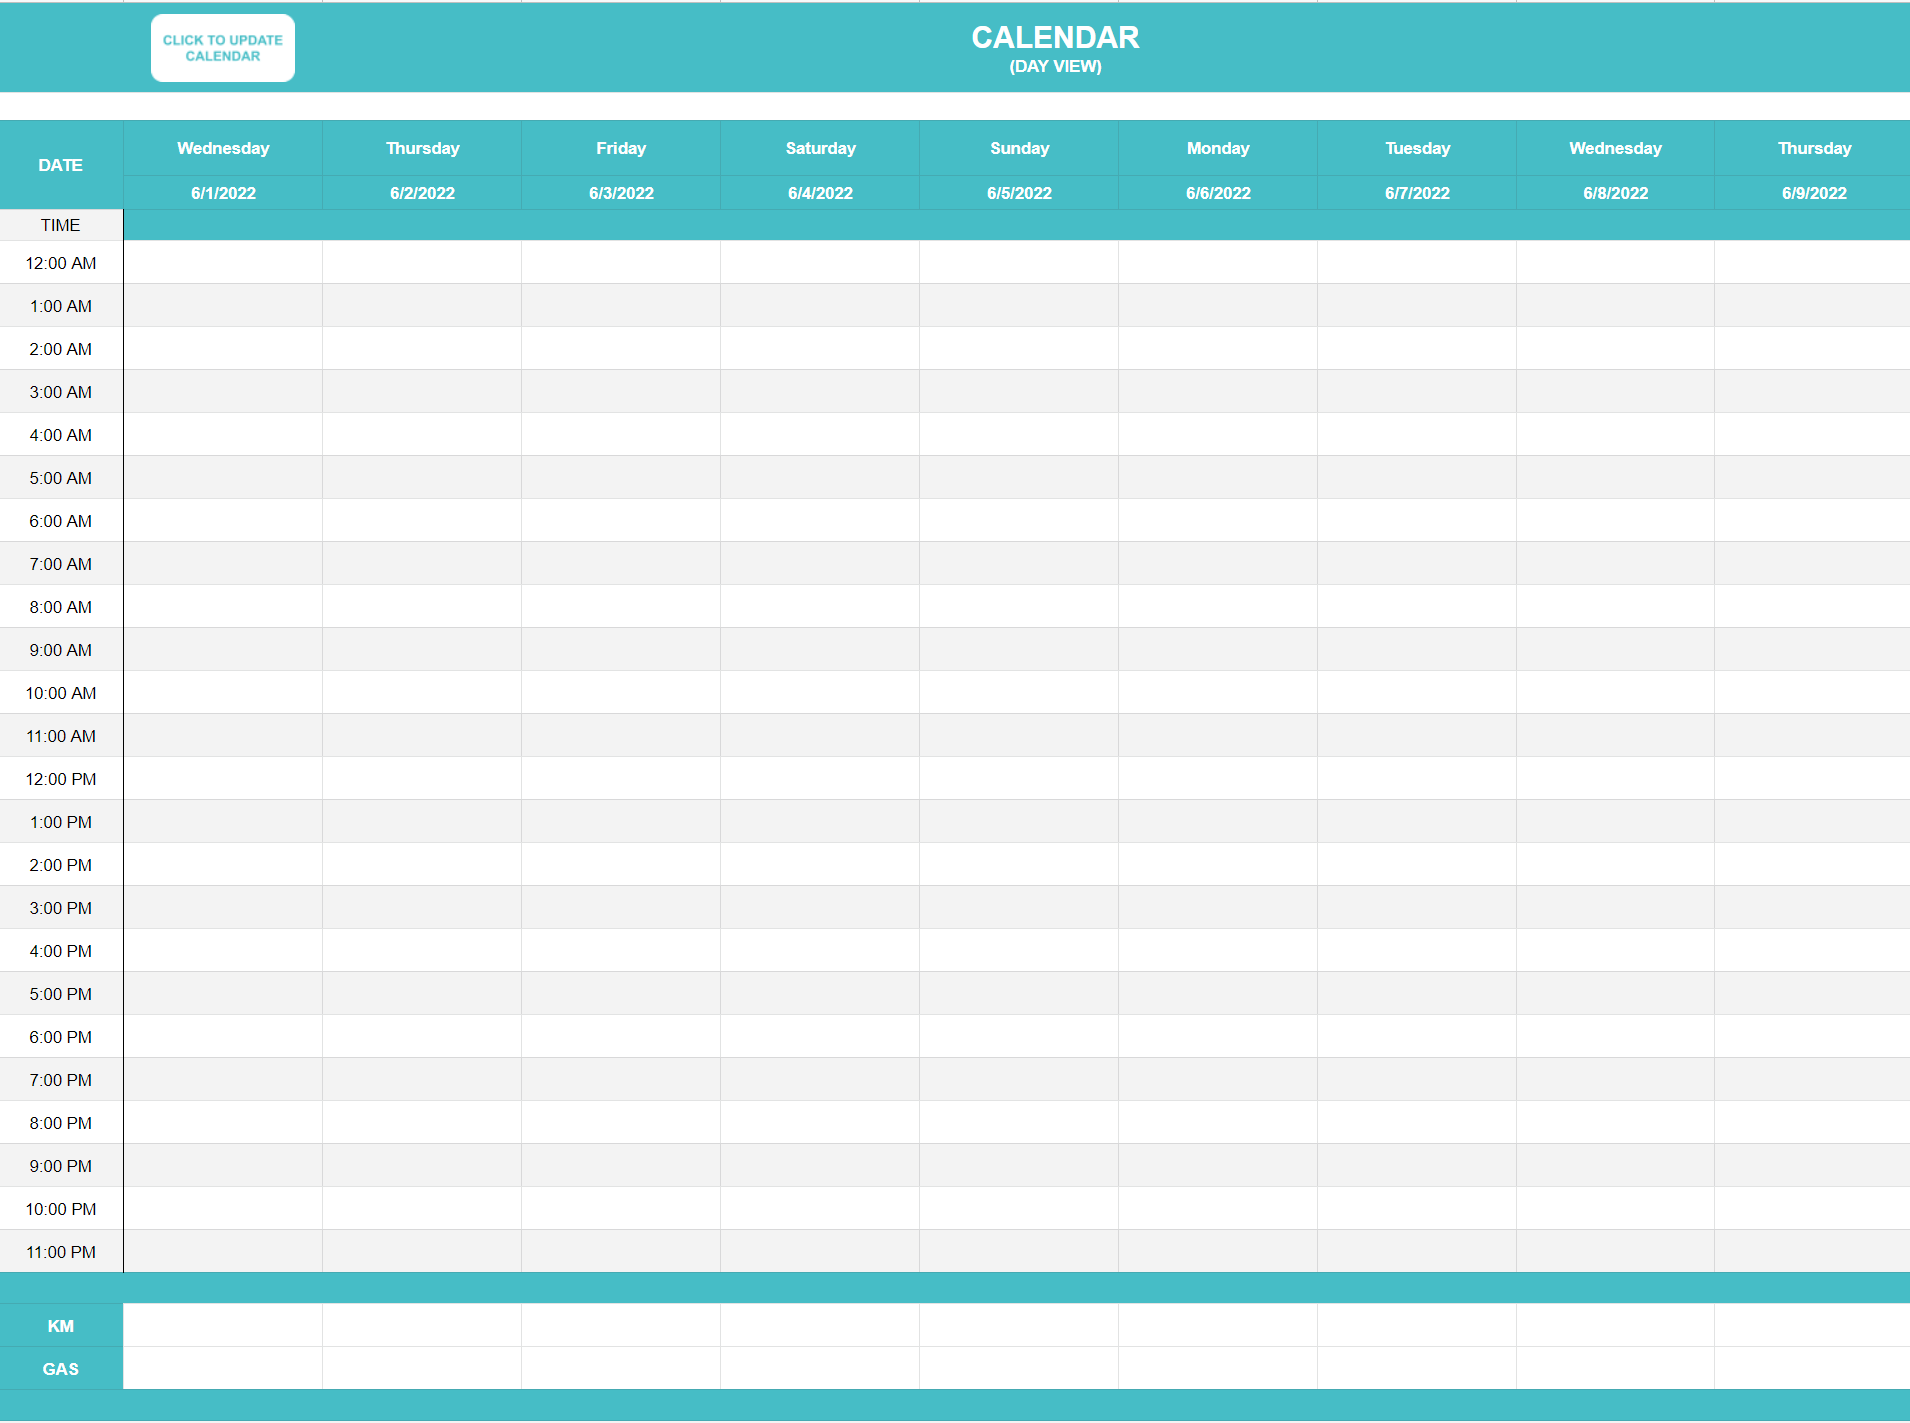 CLICK TO UPDATE
CALENDAR
CALENDAR
(DAY VIEW)
DATE
Wednesday Thursday Friday Saturday Sunday Monday Tuesday Wednesday Thursday
6/1/2022 6/2/2022 6/3/2022 6/4/2022 6/5/2022 6/6/2022 6/7/2022 6/8/2022 6/9/2022
TIME
12:00 AM
1:00 AM
2:00 AM
3:00 AM
4:00 AM
5:00 AM
6:00 AM
7:00 AM
8:00 AM
9:00 AM
10:00 AM
11:00 AM
12:00 PM
1:00 PM
2:00 PM
3:00 PM
4:00 PM
5:00 PM
6:00 PM
7:00 PM
8:00 PM
9:00 PM
10:00 PM
11:00 PM
KM
GAS